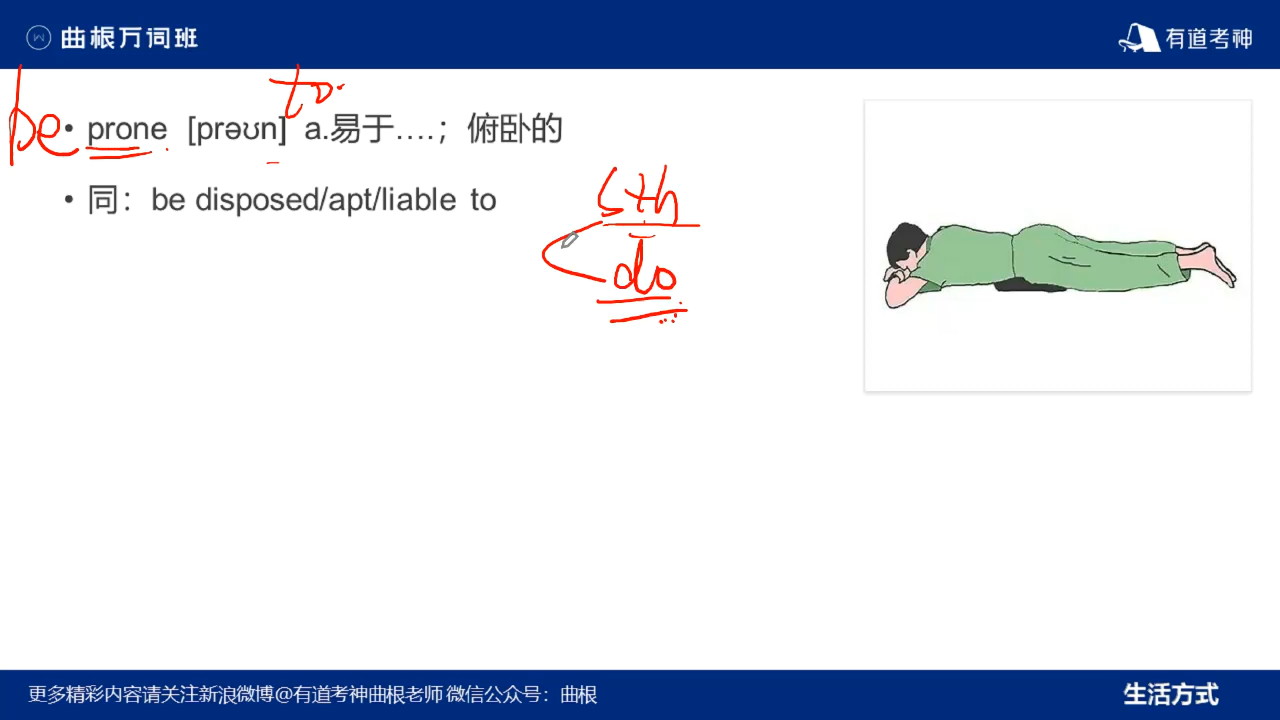 曲根万词班
有道考神
be
to
• prone [prəʊn] a.易于….；俯卧的
• 同：be disposed/apt/liable to
sth
do
更多精彩内容请关注新浪微博@有道考神曲根老师 微信公众号：曲根
生活方式